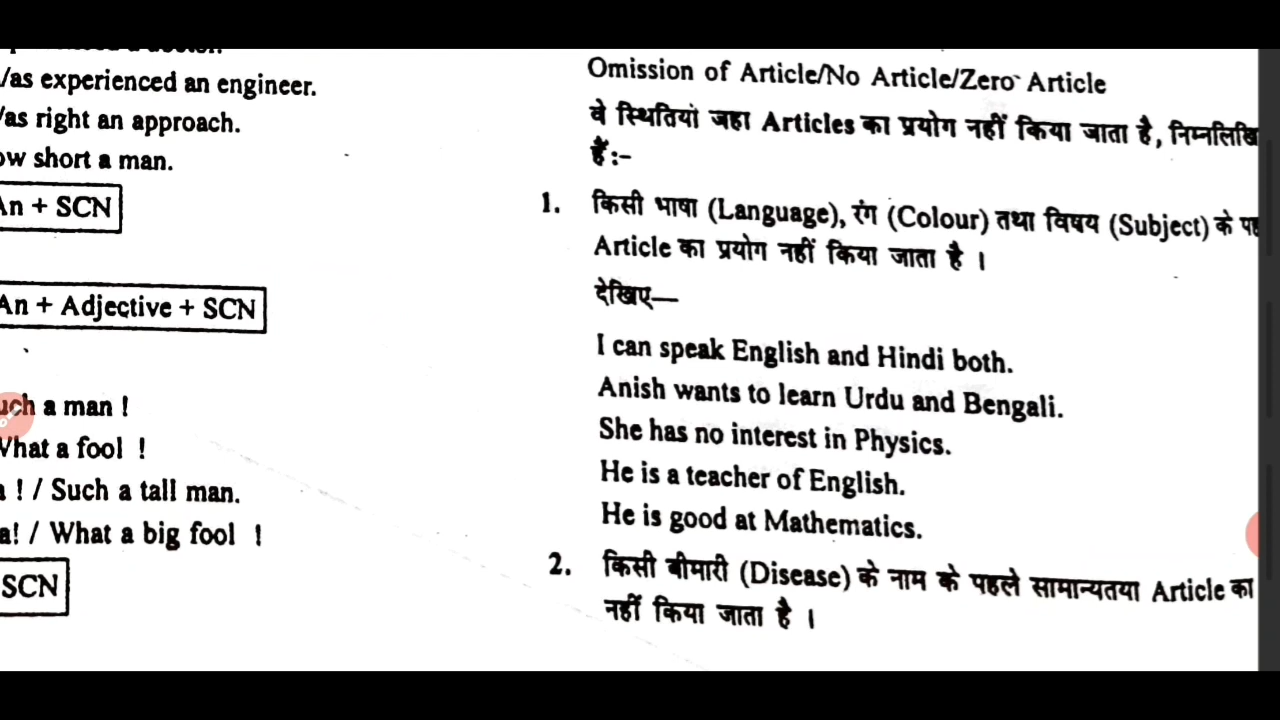 /as experienced an engineer.
/as right an approach.
ow short a man.
An + SCN
An + Adjective + SCN
uch a man !
What a fool !
a ! / Such a tall man.
a! / What a big fool !
SCN
Omission of Article/No Article/Zero Article
वे स्थितियां जहा Articles का प्रयोग नहीं किया जाता है, निम्नलिखि
हैं :–
1. किसी भाषा (Language), रंग (Colour) तथा विषय (Subject) के पह
Article का प्रयोग नहीं किया जाता है ।
देखिए—
I can speak English and Hindi both.
Anish wants to learn Urdu and Bengali.
She has no interest in Physics.
He is a teacher of English.
He is good at Mathematics.
2. किसी बीमारी (Disease) के नाम के पहले सामान्यतया Article का
नहीं किया जाता है ।